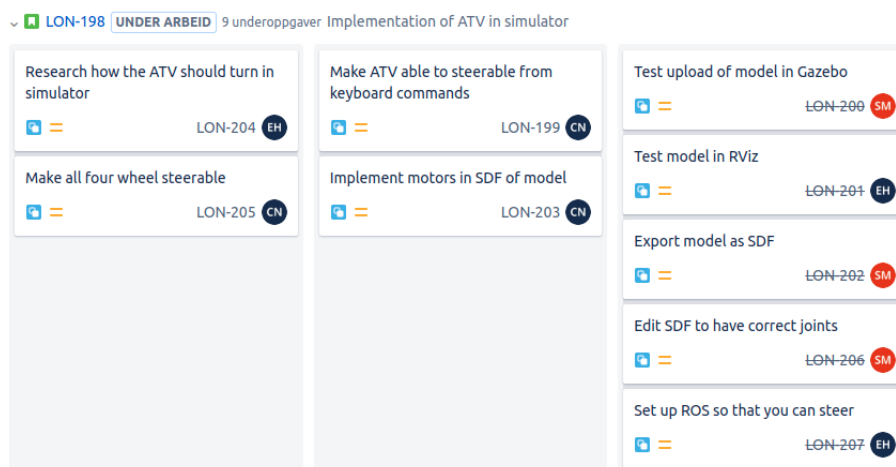 LON-198 UNDER ARBEID 9 underoppgaver Implementation of ATV in simulator
Research how the ATV should turn in
simulator
LON-204 EH
Make all four wheel steerable
LON-205 CN
Make ATV able to steerable from
keyboard commands
LON-199 CN
Implement motors in SDF of model
LON-203 CN
Test upload of model in Gazebo
LON-200 SM
Test model in RViz
LON-201 EH
Export model as SDF
LON-202 SM
Edit SDF to have correct joints
LON-206 SM
Set up ROS so that you can steer
LON-207 EH